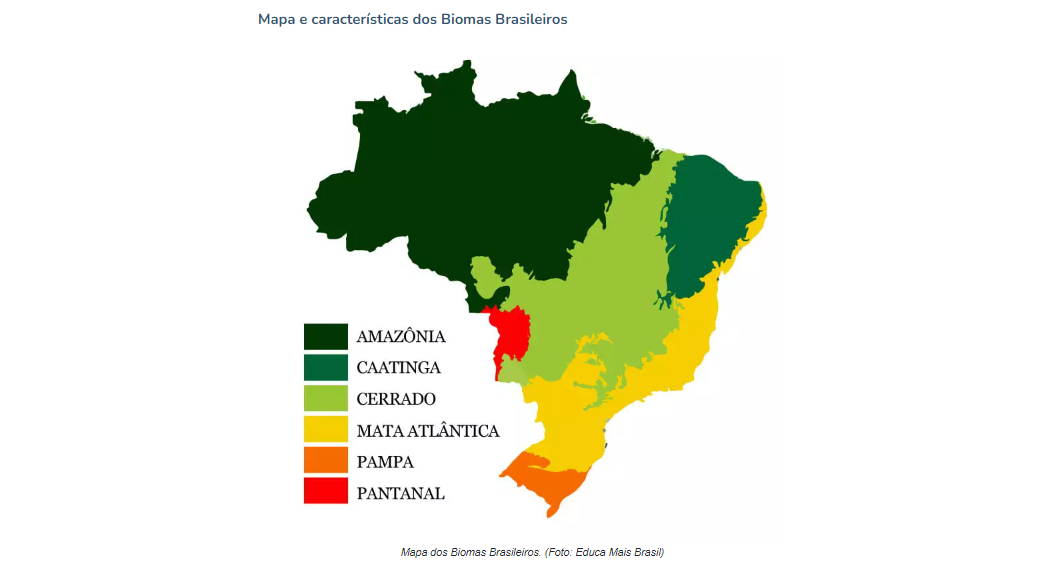 Mapa e características dos Biomas Brasileiros
AMAZÔNIA
CAATINGA
CERRADO
MATA ATLÂNTICA
PAMPA
PANTANAL
Mapa dos Biomas Brasileiros. (Foto: Educa Mais Brasil)